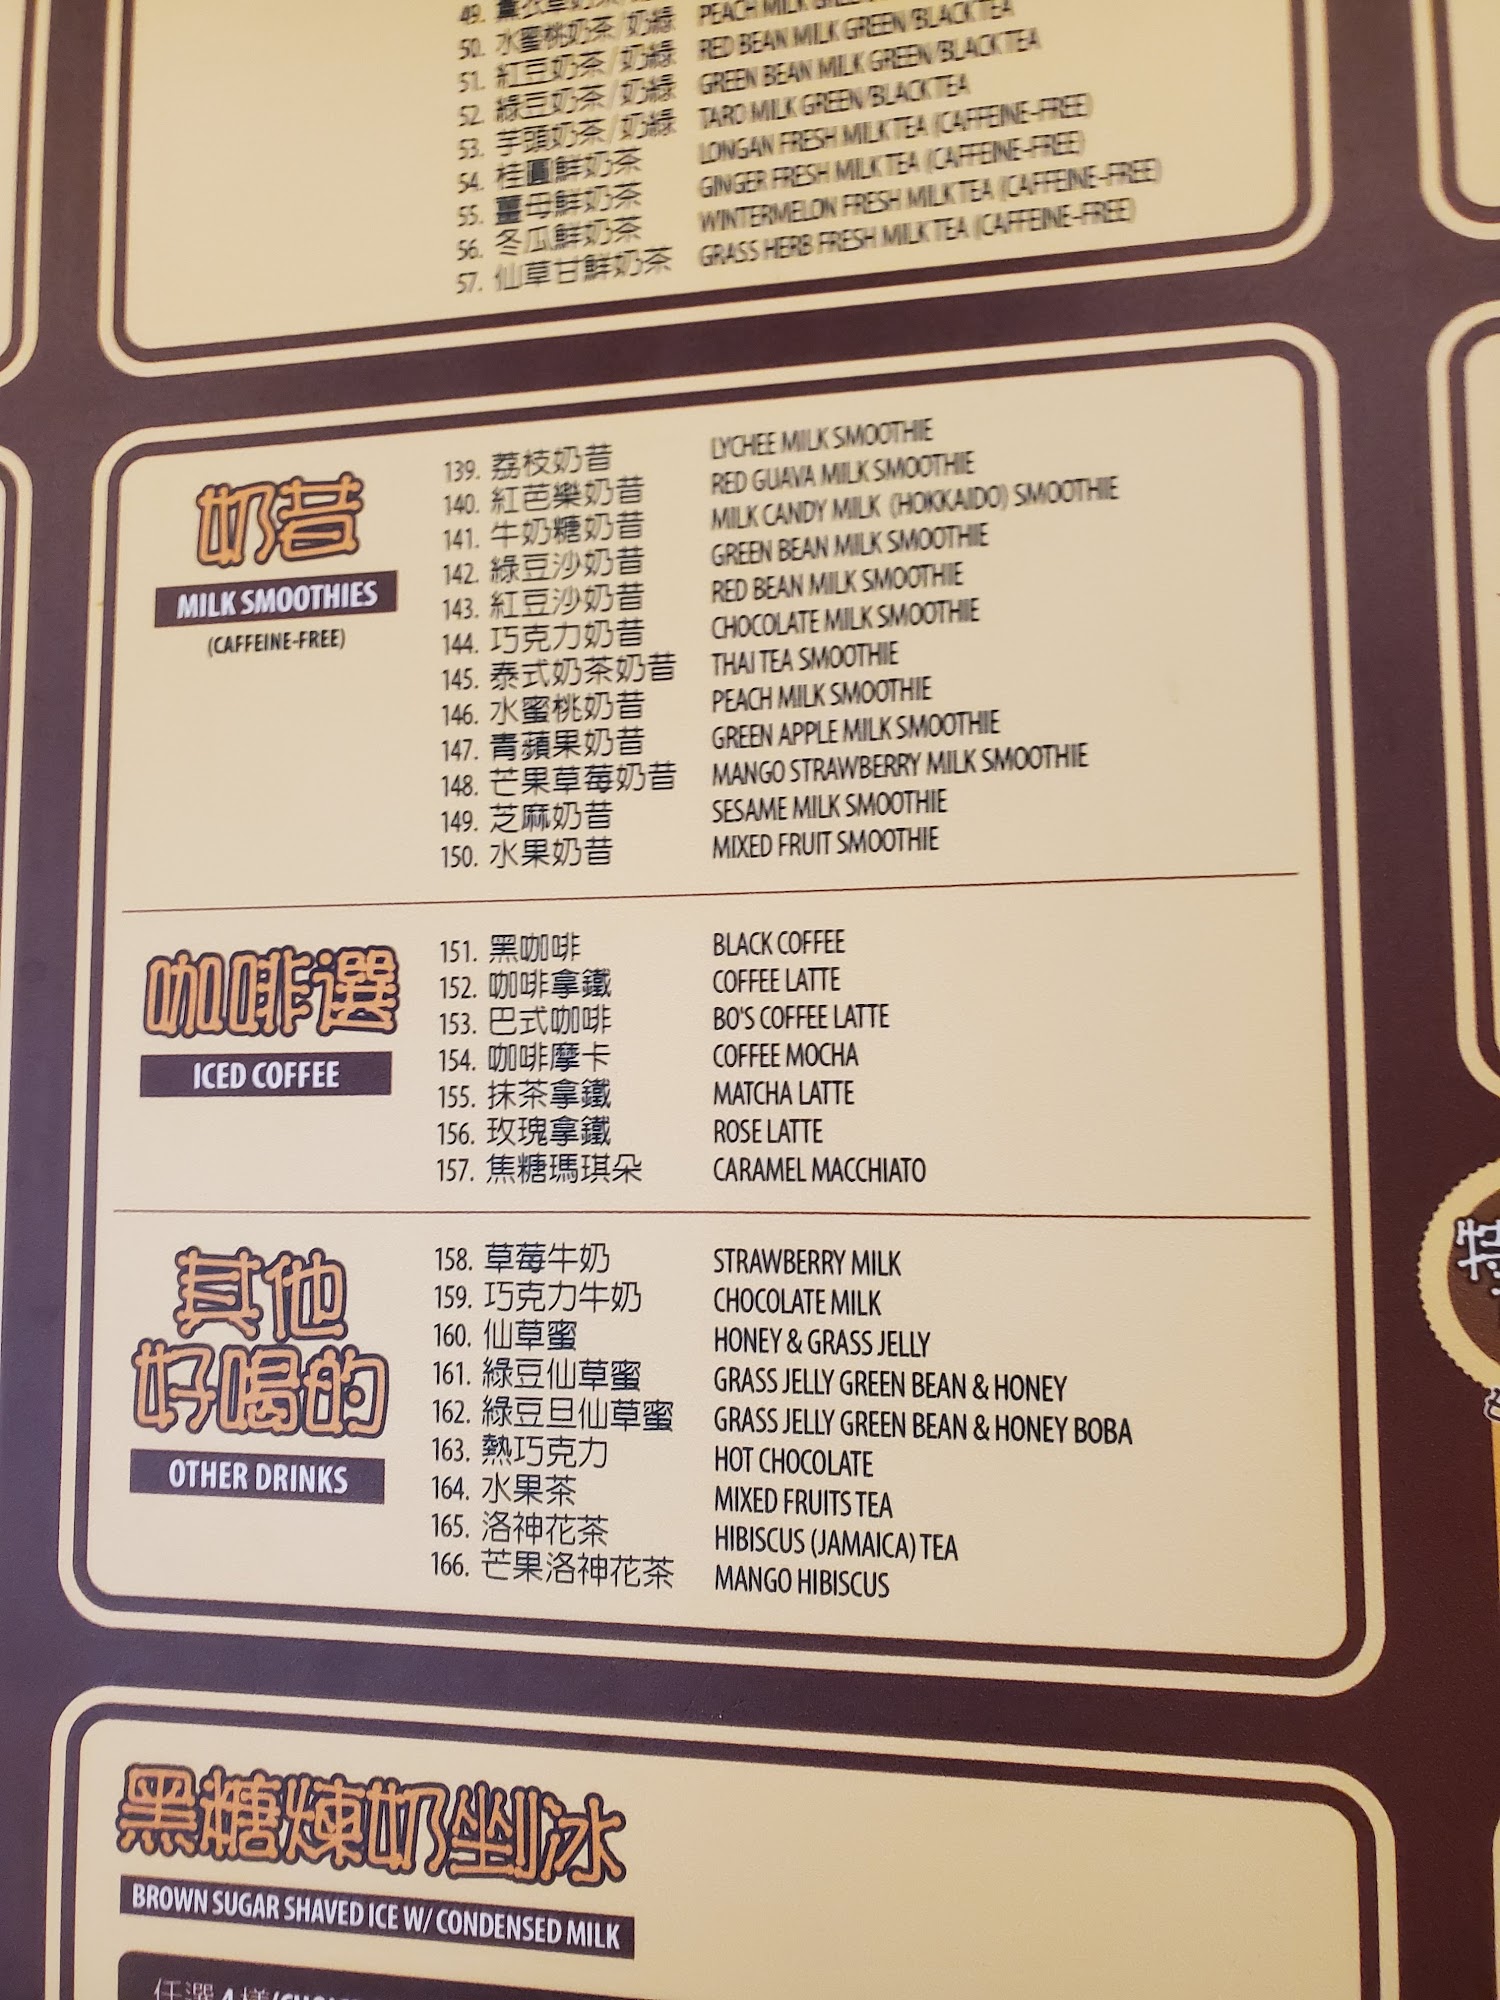 50. 水蜜桃奶茶/奶綠 PEACH MILK
51. 紅豆奶茶/奶綠 RED BEAN MILK GREEN/BLACK TEA
52. 綠豆奶茶/奶綠 GREEN BEAN MILK GREEN/BLACK TEA
53. 芋頭奶茶/奶綠 TARO MILK GREEN/BLACK TEA
54. 桂圓鮮奶茶 LONGAN FRESH MILK TEA (CAFFEINE-FREE)
55. 薑母鮮奶茶 GINGER FRESH MILK TEA (CAFFEINE-FREE)
56. 冬瓜鮮奶茶 WINTERMELON FRESH MILK TEA (CAFFEINE-FREE)
57. 仙草甘鮮奶茶 GRASS HERB FRESH MILK TEA (CAFFEINE-FREE)
奶昔
MILK SMOOTHIES
(CAFFEINE-FREE)
139. 荔枝奶昔 LYCHEE MILK SMOOTHIE
140. 紅芭樂奶昔 RED GUAVA MILK SMOOTHIE
141. 牛奶糖奶昔 MILK CANDY MILK (HOKKAIDO) SMOOTHIE
142. 綠豆沙奶昔 GREEN BEAN MILK SMOOTHIE
143. 紅豆沙奶昔 RED BEAN MILK SMOOTHIE
144. 巧克力奶昔 CHOCOLATE MILK SMOOTHIE
145. 泰式奶茶奶昔 THAI TEA SMOOTHIE
146. 水蜜桃奶昔 PEACH MILK SMOOTHIE
147. 青蘋果奶昔 GREEN APPLE MILK SMOOTHIE
148. 芒果草莓奶昔 MANGO STRAWBERRY MILK SMOOTHIE
149. 芝麻奶昔 SESAME MILK SMOOTHIE
150. 水果奶昔 MIXED FRUIT SMOOTHIE
咖啡選
ICED COFFEE
151. 黑咖啡 BLACK COFFEE
152. 咖啡拿鐵 COFFEE LATTE
153. 巴式咖啡 BO'S COFFEE LATTE
154. 咖啡摩卡 COFFEE MOCHA
155. 抹茶拿鐵 MATCHA LATTE
156. 玫瑰拿鐵 ROSE LATTE
157. 焦糖瑪琪朵 CARAMEL MACCHIATO
其他
好喝的
OTHER DRINKS
158. 草莓牛奶 STRAWBERRY MILK
159. 巧克力牛奶 CHOCOLATE MILK
160. 仙草蜜 HONEY & GRASS JELLY
161. 綠豆仙草蜜 GRASS JELLY GREEN BEAN & HONEY
162. 綠豆旦仙草蜜 GRASS JELLY GREEN BEAN & HONEY BOBA
163. 熱巧克力 HOT CHOCOLATE
164. 水果茶 MIXED FRUITS TEA
165. 洛神花茶 HIBISCUS (JAMAICA) TEA
166. 芒果洛神花茶 MANGO HIBISCUS
黑糖煉奶剉冰
BROWN SUGAR SHAVED ICE W/ CONDENSED MILK